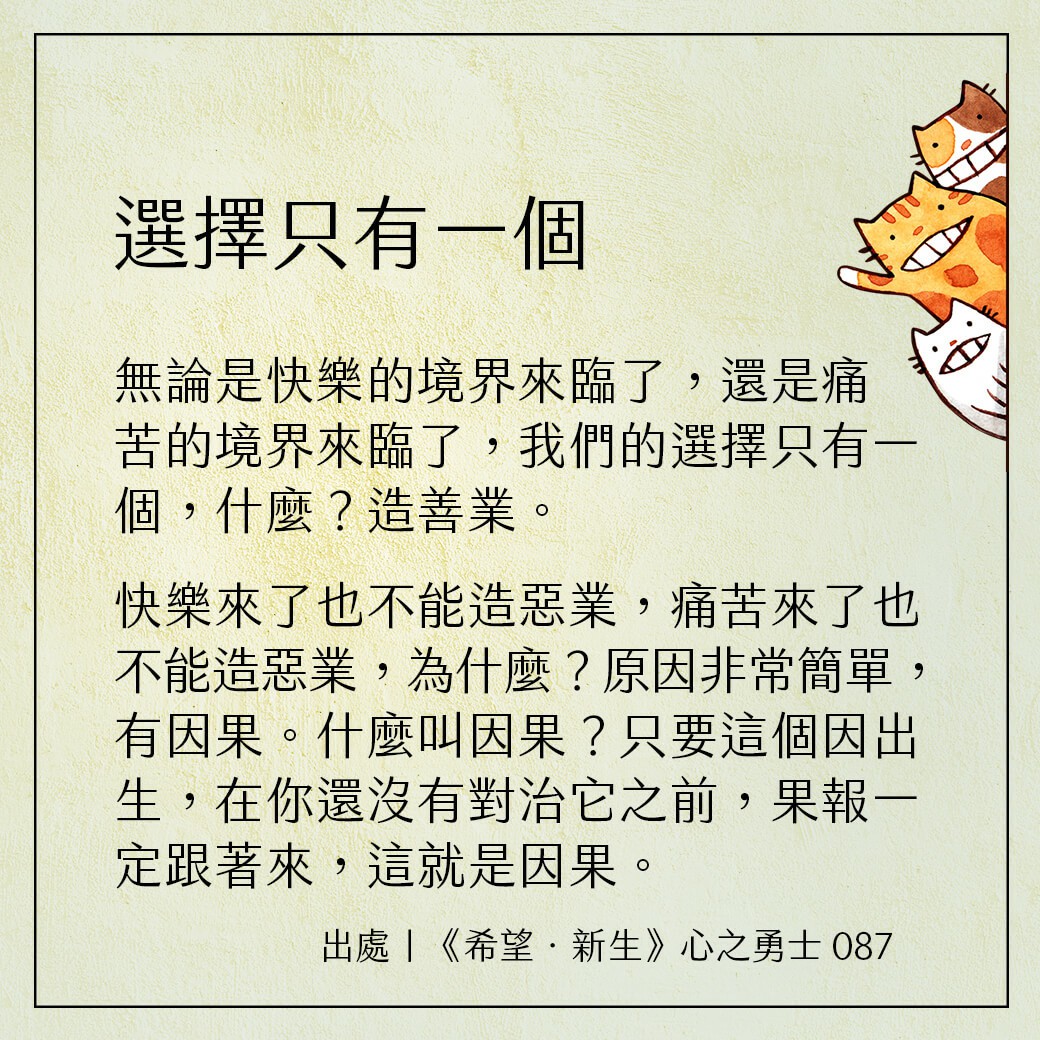 選擇只有一個
無論是快樂的境界來臨了，還是痛
苦的境界來臨了，我們的選擇只有一
個，什麼？造善業。
快樂來了也不能造惡業，痛苦來了也
不能造惡業，為什麼？原因非常簡單，
有因果。什麼叫因果？只要這個因出
生，在你還沒有對治它之前，果報一
定跟著來，這就是因果。
出處｜《希望．新生》心之勇士 087